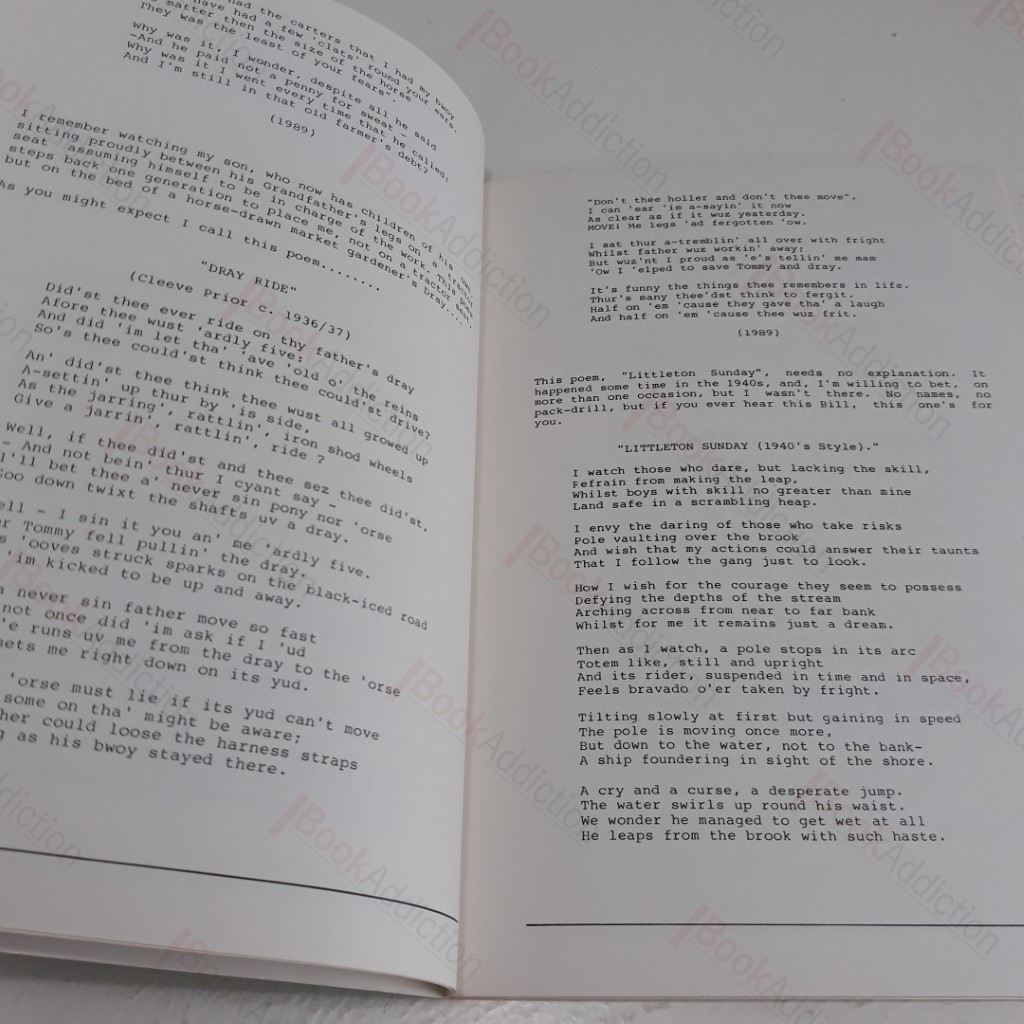 had the carters that I had my bwoy
have had a few 'clats' round your ears.
matter then the size of the horse
They was the least of your fears".
Why was it, I wonder, despite all he said
-And he paid not a penny for sweat -
Why was it I went every time that he called;
And I'm still in that old farmer's debt?
(1989)
I remember watching my son, who now has children of his own,
sitting proudly between his Grandfather's legs on a tractor
seat assuming himself to be in charge of the work. This poem
steps back one generation to place me, not on a tractor seat,
but on the bed of a horse-drawn market gardener's Dray....
As you might expect I call this poem........
"DRAY RIDE"
(Cleeve Prior c. 1936/37)
Did'st thee ever ride on thy father's dray
Afore thee wust 'ardly five;
And did 'im let tha' 'ave 'old o' the reins
So's thee could'st think thee could'st drive?
An' did'st thee think thee wust all growed up
A-settin' up thur by 'is side,
As the jarring', rattlin', iron shod wheels
Give a jarrin', rattlin', ride ?
Well, if thee did'st and thee sez thee did'st,
- And not bein' thur I cyant say -
I'll bet thee a' never sin pony nor 'orse
Goo down twixt the shafts uv a dray.
ell - I sin it you an' me 'ardly five.
Tommy fell pullin' the dray.
'ooves struck sparks on the black-iced road
'im kicked to be up and away.
never sin father move so fast
not once did 'im ask if I 'ud
'e runs uv me from the dray to the 'orse
sets me right down on its yud.
'orse must lie if its yud can't move
some on tha' might be aware;
her could loose the harness straps
as his bwoy stayed there.
"Don't thee holler and don't thee move".
I can 'ear 'im a-sayin' it now
As clear as if it wuz yesterday.
MOVE! Me legs 'ad fergotten 'ow.
I sat thur a-tremblin' all over with fright
Whilst father wuz workin' away;
But wuz'nt I proud as 'e's tellin' me mam
'Ow I 'elped to save Tommy and dray.
It's funny the things thee remembers in life.
Thur's many thee'dst think to fergit.
Half on 'em 'cause they gave tha' a laugh
And half on 'em 'cause thee wuz frit.
(1989)
This poem, "Littleton Sunday", needs no explanation. It
happened some time in the 1940s, and, I'm willing to bet, on
more than one occasion, but I wasn't there. No names, no
pack-drill, but if you ever hear this Bill, this one's for
you.
"LITTLETON SUNDAY (1940's Style)."
I watch those who dare, but lacking the skill,
Fefrain from making the leap,
Whilst boys with skill no greater than mine
Land safe in a scrambling heap.
I envy the daring of those who take risks
Pole vaulting over the brook
And wish that my actions could answer their taunts
That I follow the gang just to look.
How I wish for the courage they seem to possess
Defying the depths of the stream
Arching across from near to far bank
Whilst for me it remains just a dream.
Then as I watch, a pole stops in its arc
Totem like, still and upright
And its rider, suspended in time and in space,
Feels bravado o'er taken by fright.
Tilting slowly at first but gaining in speed
The pole is moving once more,
But down to the water, not to the bank-
A ship foundering in sight of the shore.
A cry and a curse, a desperate jump.
The water swirls up round his waist.
We wonder he managed to get wet at all
He leaps from the brook with such haste.
BookAddiction